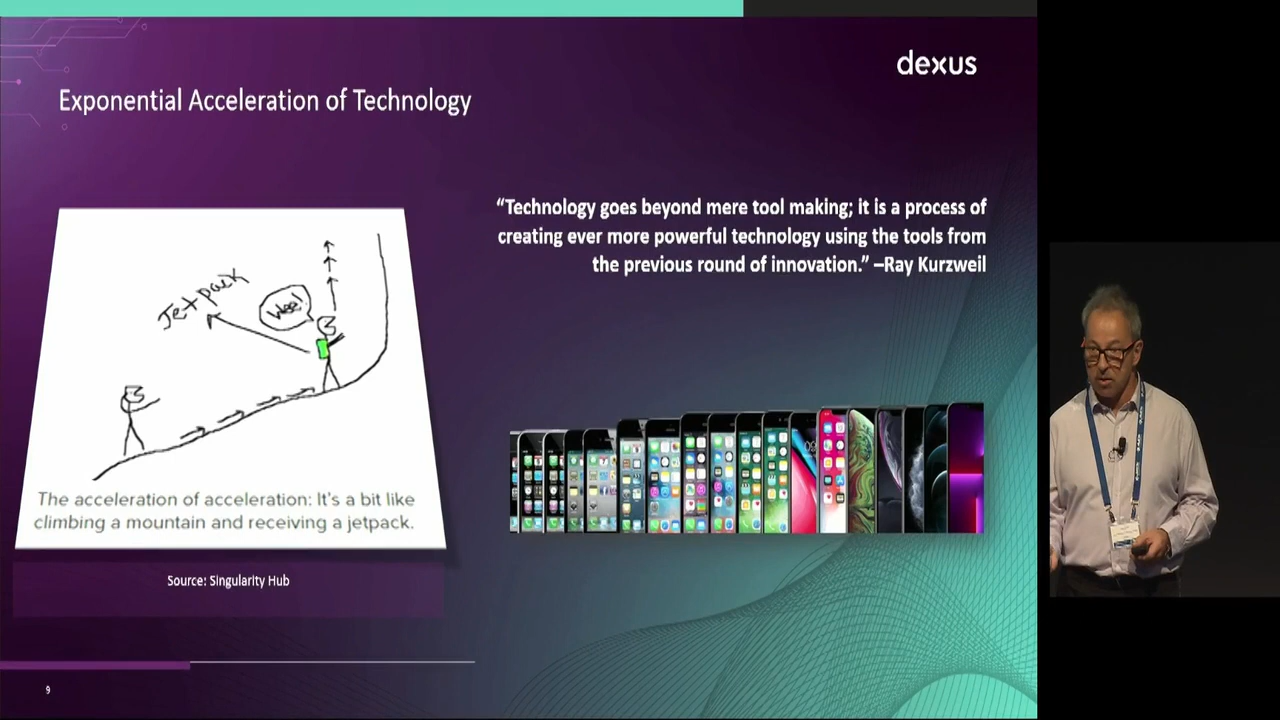 dexus
Exponential Acceleration of Technology
“Technology goes beyond mere tool making; it is a process of
creating ever more powerful technology using the tools from
the previous round of innovation.” –Ray Kurzweil
Jetpack
Wee!
The acceleration of acceleration: It's a bit like
climbing a mountain and receiving a jetpack.
Source: Singularity Hub
9